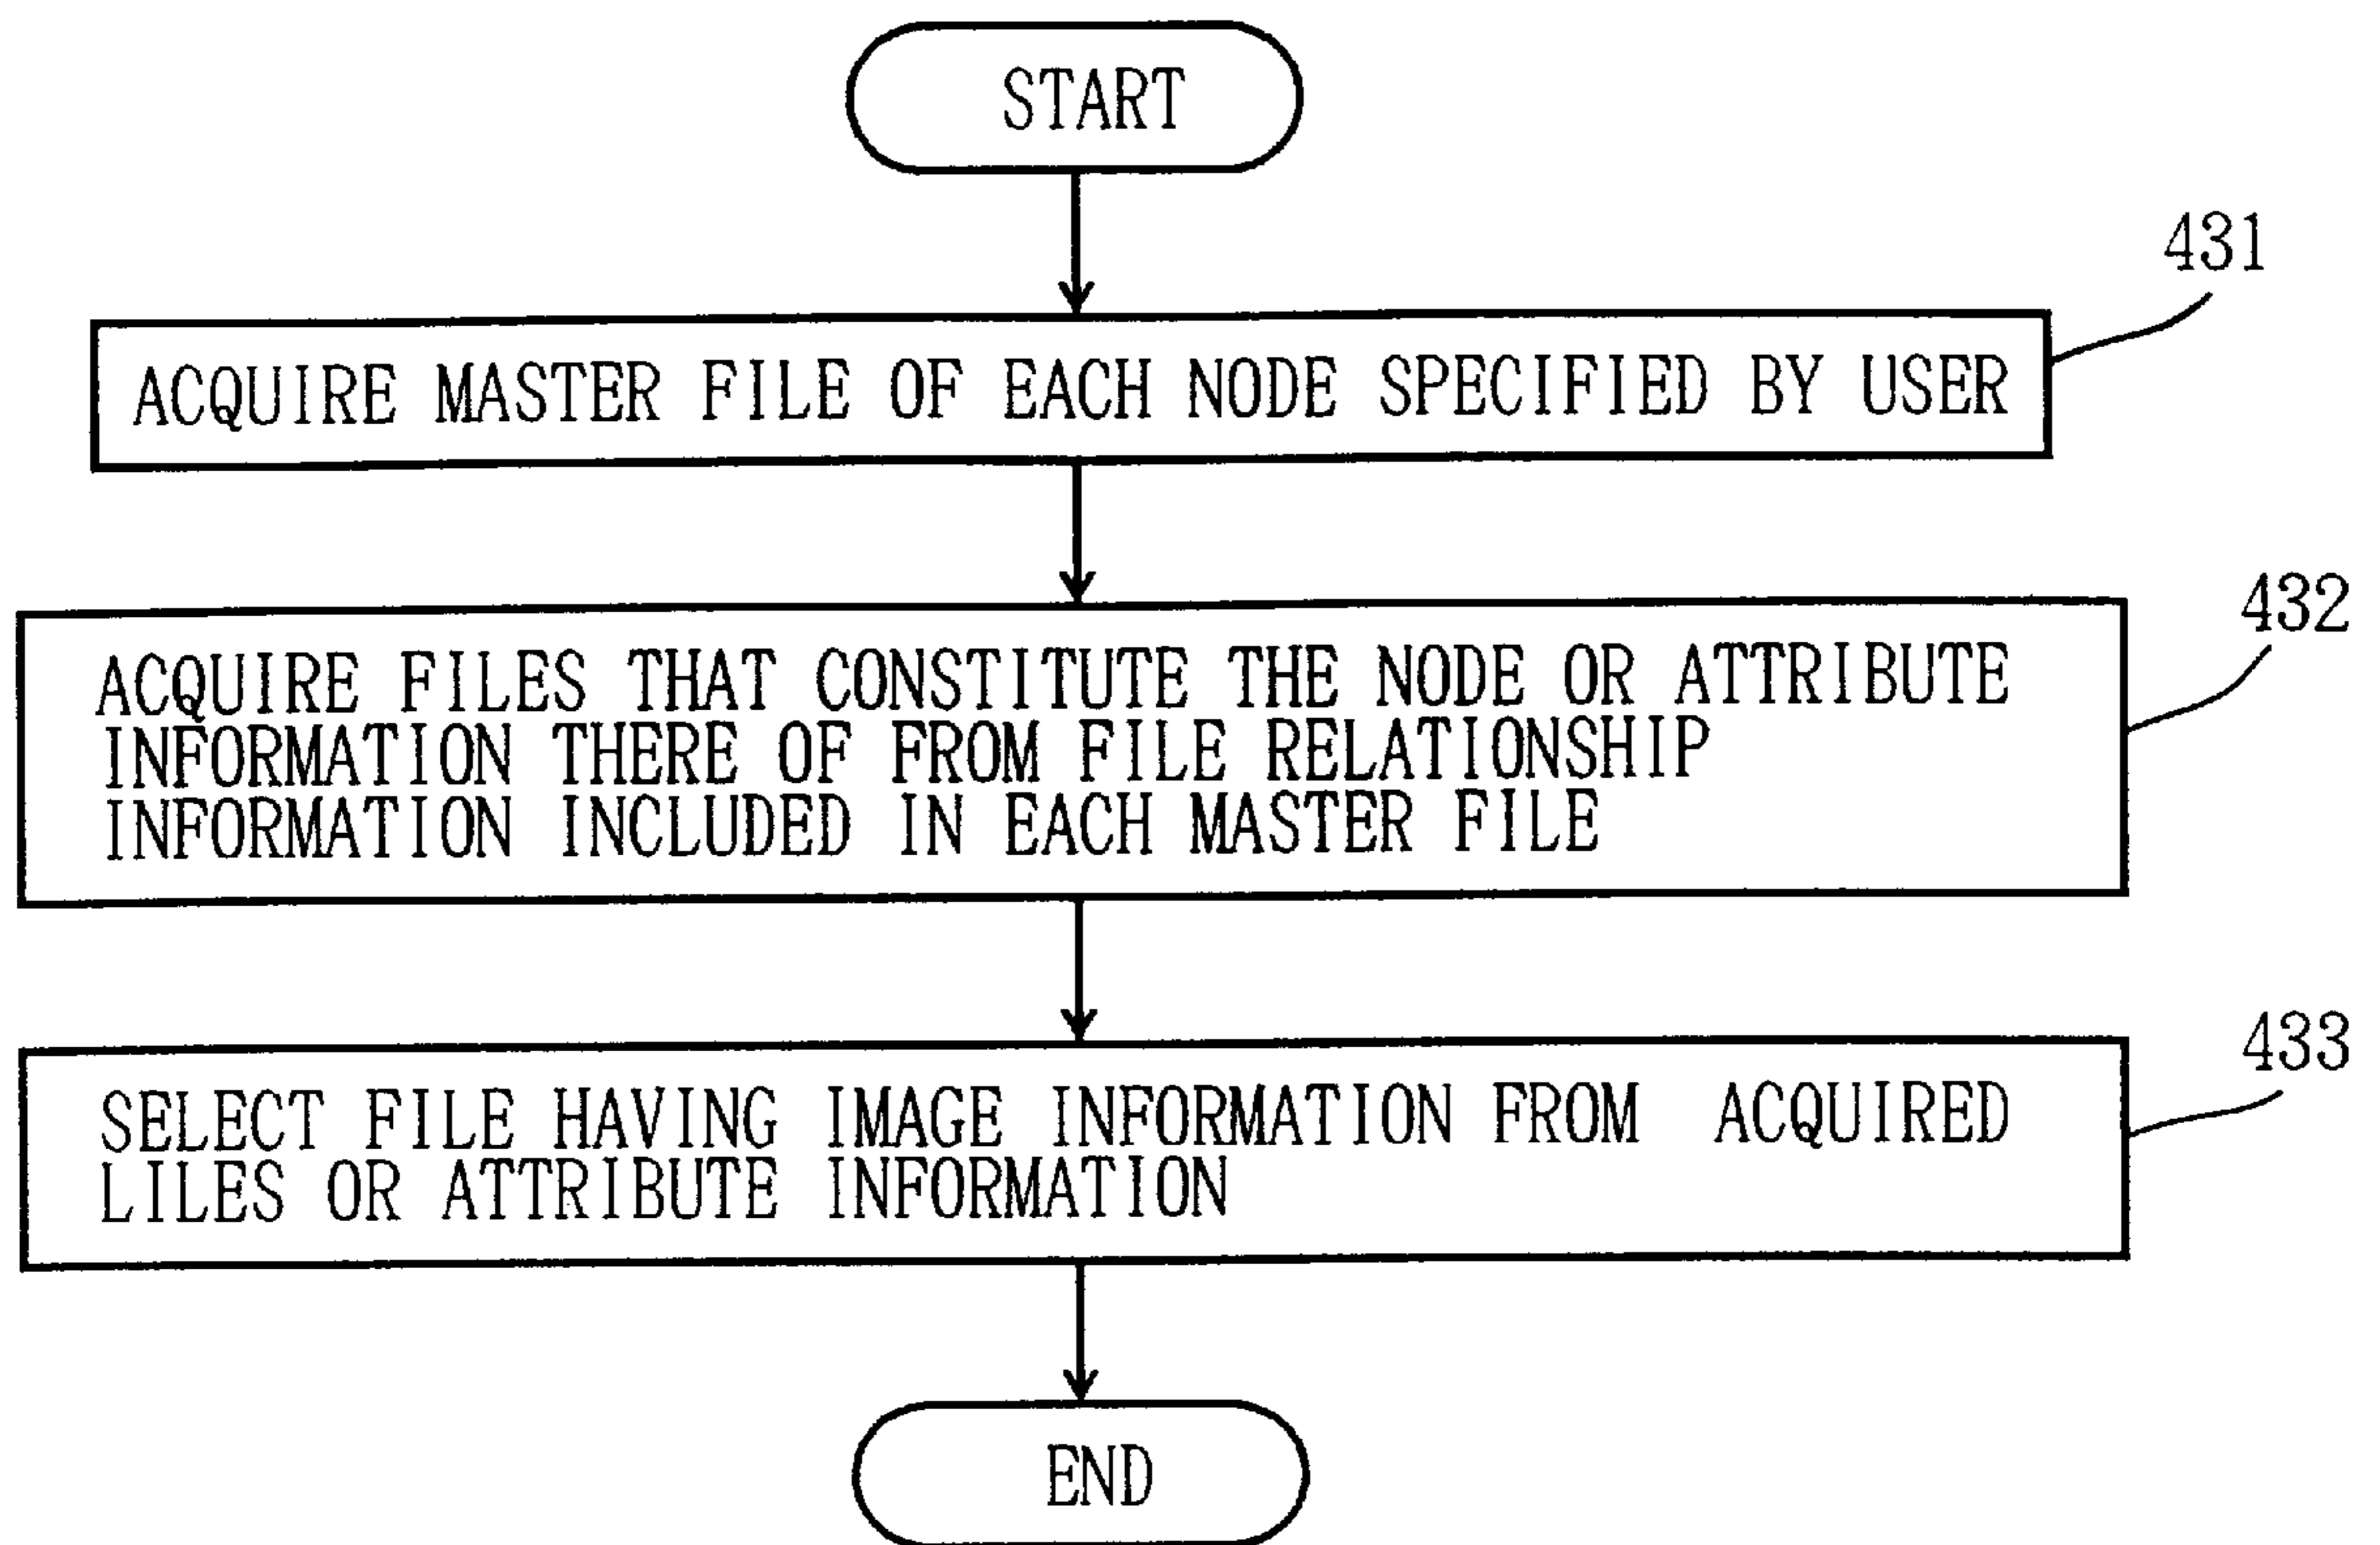 START
431
ACQUIRE MASTER FILE OF EACH NODE SPECIFIED BY USER
432
ACQUIRE FILES THAT CONSTITUTE THE NODE OR ATTRIBUTE
INFORMATION THERE OF FROM FILE RELATIONSHIP
INFORMATION INCLUDED IN EACH MASTER FILE
433
SELECT FILE HAVING IMAGE INFORMATION FROM ACQUIRED
LILES OR ATTRIBUTE INFORMATION
END